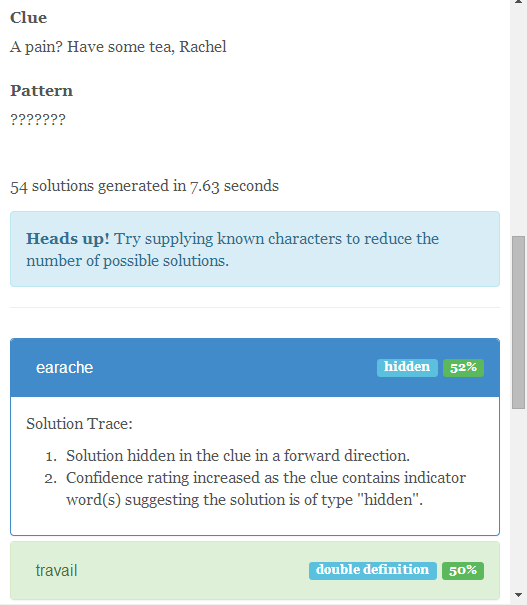 Clue
A pain? Have some tea, Rachel
Pattern
???????
54 solutions generated in 7.63 seconds
Heads up! Try supplying known characters to reduce the
number of possible solutions.
earache hidden 52%
Solution Trace:
1. Solution hidden in the clue in a forward direction.
2. Confidence rating increased as the clue contains indicator
word(s) suggesting the solution is of type "hidden".
travail double definition 50%